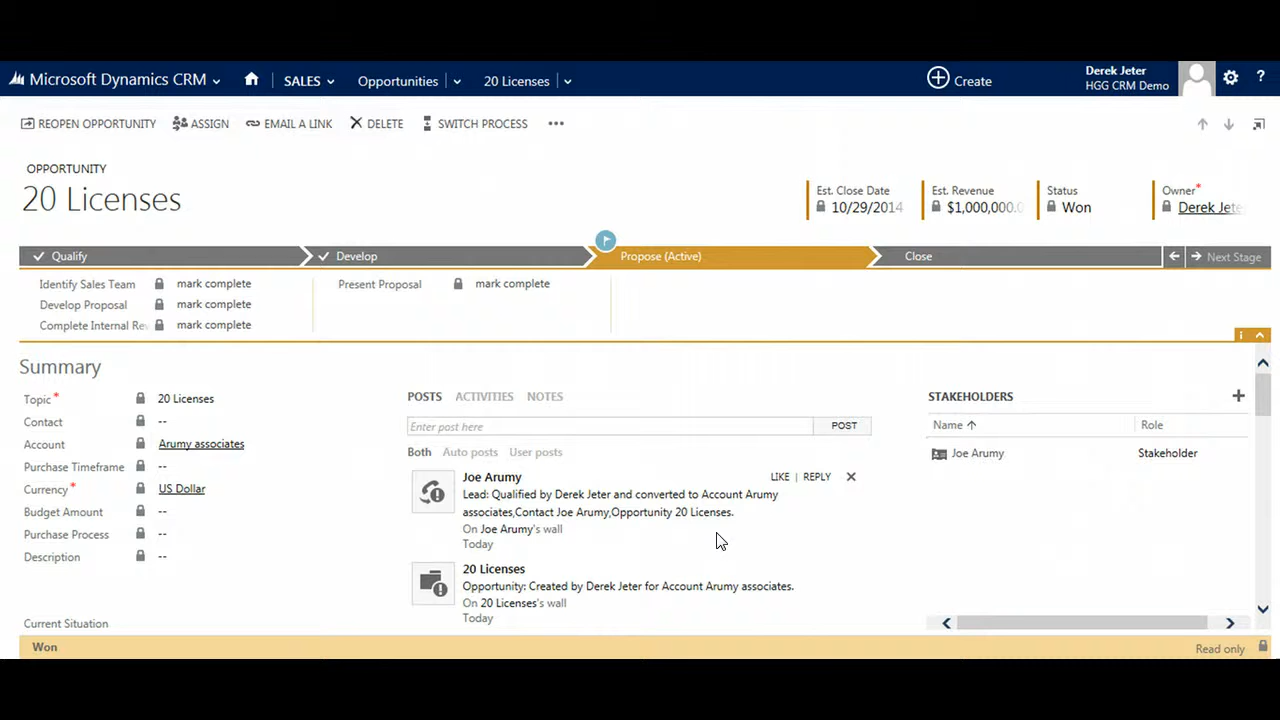 Microsoft Dynamics CRM SALES Opportunities 20 Licenses Create Derek Jeter
HGG CRM Demo ?
REOPEN OPPORTUNITY ASSIGN EMAIL A LINK DELETE SWITCH PROCESS •••
OPPORTUNITY
20 Licenses
Est. Close Date Est. Revenue Status Owner*
10/29/2014 $1,000,000. Won Derek Jete
Qualify Develop Propose (Active) Close Next Stage
Identify Sales Team mark complete Present Proposal mark complete
Develop Proposal mark complete
Complete Internal Rev mark complete
Summary
Topic* 20 Licenses
Contact --
Account Arumy associates
Purchase Timeframe --
Currency* US Dollar
Budget Amount --
Purchase Process --
Description --
Current Situation
POSTS ACTIVITIES NOTES
Enter post here POST
Both Auto posts User posts
Joe Arumy LIKE | REPLY
Lead: Qualified by Derek Jeter and converted to Account Arumy
associates,Contact Joe Arumy,Opportunity 20 Licenses.
On Joe Arumy's wall
Today
20 Licenses
Opportunity: Created by Derek Jeter for Account Arumy associates.
On 20 Licenses's wall
Today
STAKEHOLDERS +
Name Role
Joe Arumy Stakeholder
Won Read only